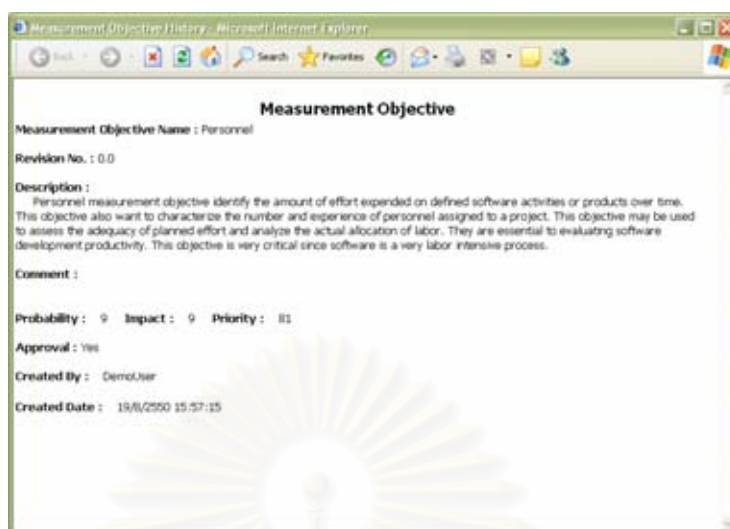 Measurement Objective History - Microsoft Internet Explorer
Back Search Favorites
Measurement Objective
Measurement Objective Name : Personnel
Revision No. : 0.0
Description :
Personnel measurement objective identify the amount of effort expended on defined software activities or products over time.
This objective also want to characterize the number and experience of personnel assigned to a project. This objective may be used
to assess the adequacy of planned effort and analyze the actual allocation of labor. They are essential to evaluating software
development productivity. This objective is very critical since software is a very labor intensive process.
Comment :
Probability : 9 Impact : 9 Priority : 81
Approval : Yes
Created By : DemoUser
Created Date : 19/8/2550 15:57:15